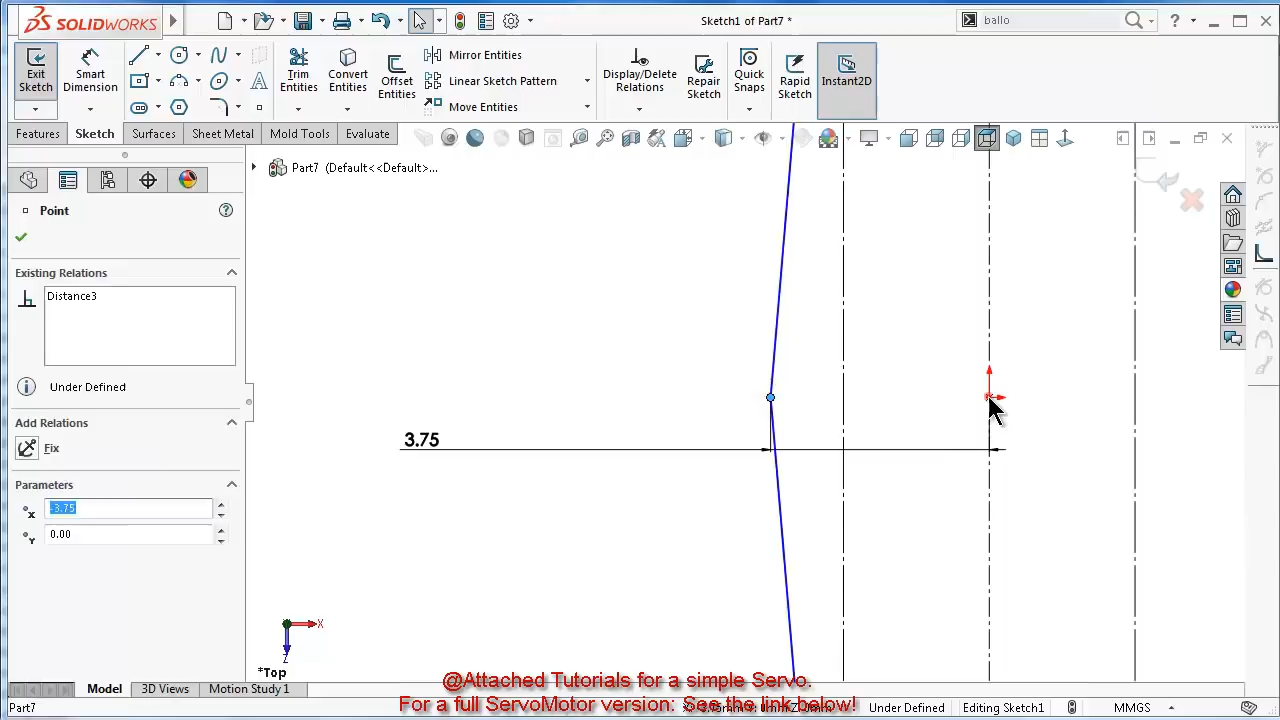 SOLIDWORKS
Sketch1 of Part7 *
ballo
Exit Sketch
Smart Dimension
Trim Entities
Convert Entities
Offset Entities
Mirror Entities
Linear Sketch Pattern
Move Entities
Display/Delete Relations
Repair Sketch
Quick Snaps
Rapid Sketch
Instant2D
Features
Sketch
Surfaces
Sheet Metal
Mold Tools
Evaluate
Part7 (Default<<Default>...
Point
Existing Relations
Distance3
Under Defined
Add Relations
Fix
Parameters
X
-3.75
Y
0.00
3.75
X
Z
*Top
Model
3D Views
Motion Study 1
@Attached Tutorials for a simple Servo.
For a full ServoMotor version: See the link below!
Part7
Under Defined
Editing Sketch1
MMGS